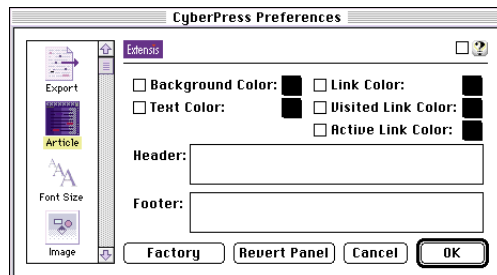 CyberPress Preferences
Export
Article
Font Size
Image
Extensis
?
Background Color:
Link Color:
Text Color:
Visited Link Color:
Active Link Color:
Header:
Footer:
Factory
Revert Panel
Cancel
OK